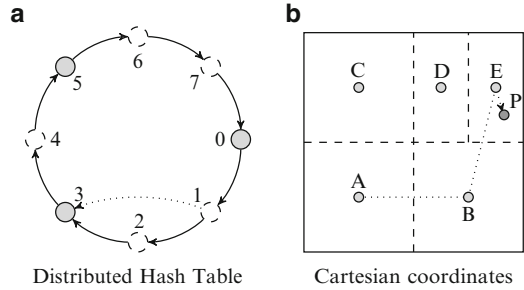 a
b
6
5
7
4
0
3
1
2
C
D
E
P
A
B
Distributed Hash Table
Cartesian coordinates